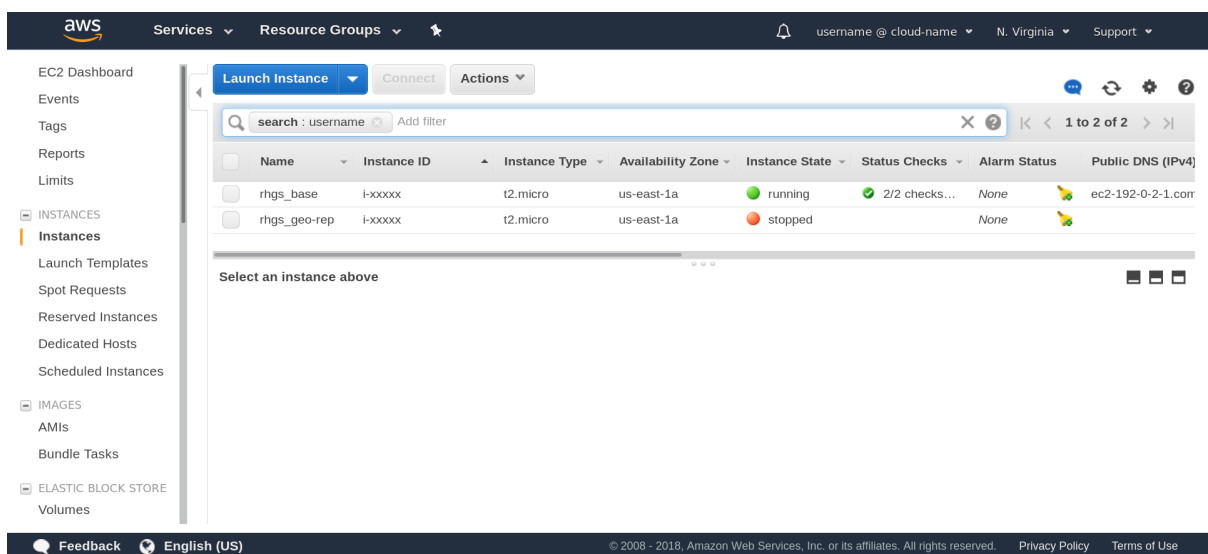 aws Services Resource Groups username @ cloud-name N. Virginia Support
EC2 Dashboard
Events
Tags
Reports
Limits
INSTANCES
Instances
Launch Templates
Spot Requests
Reserved Instances
Dedicated Hosts
Scheduled Instances
IMAGES
AMIs
Bundle Tasks
ELASTIC BLOCK STORE
Volumes
Launch Instance Connect Actions
search : username Add filter 1 to 2 of 2
Name Instance ID Instance Type Availability Zone Instance State Status Checks Alarm Status Public DNS (IPv4)
rhgs_base i-xxxxx t2.micro us-east-1a running 2/2 checks... None ec2-192-0-2-1.com
rhgs_geo-rep i-xxxxx t2.micro us-east-1a stopped None
Select an instance above
Feedback English (US) © 2008 - 2018, Amazon Web Services, Inc. or its affiliates. All rights reserved. Privacy Policy Terms of Use